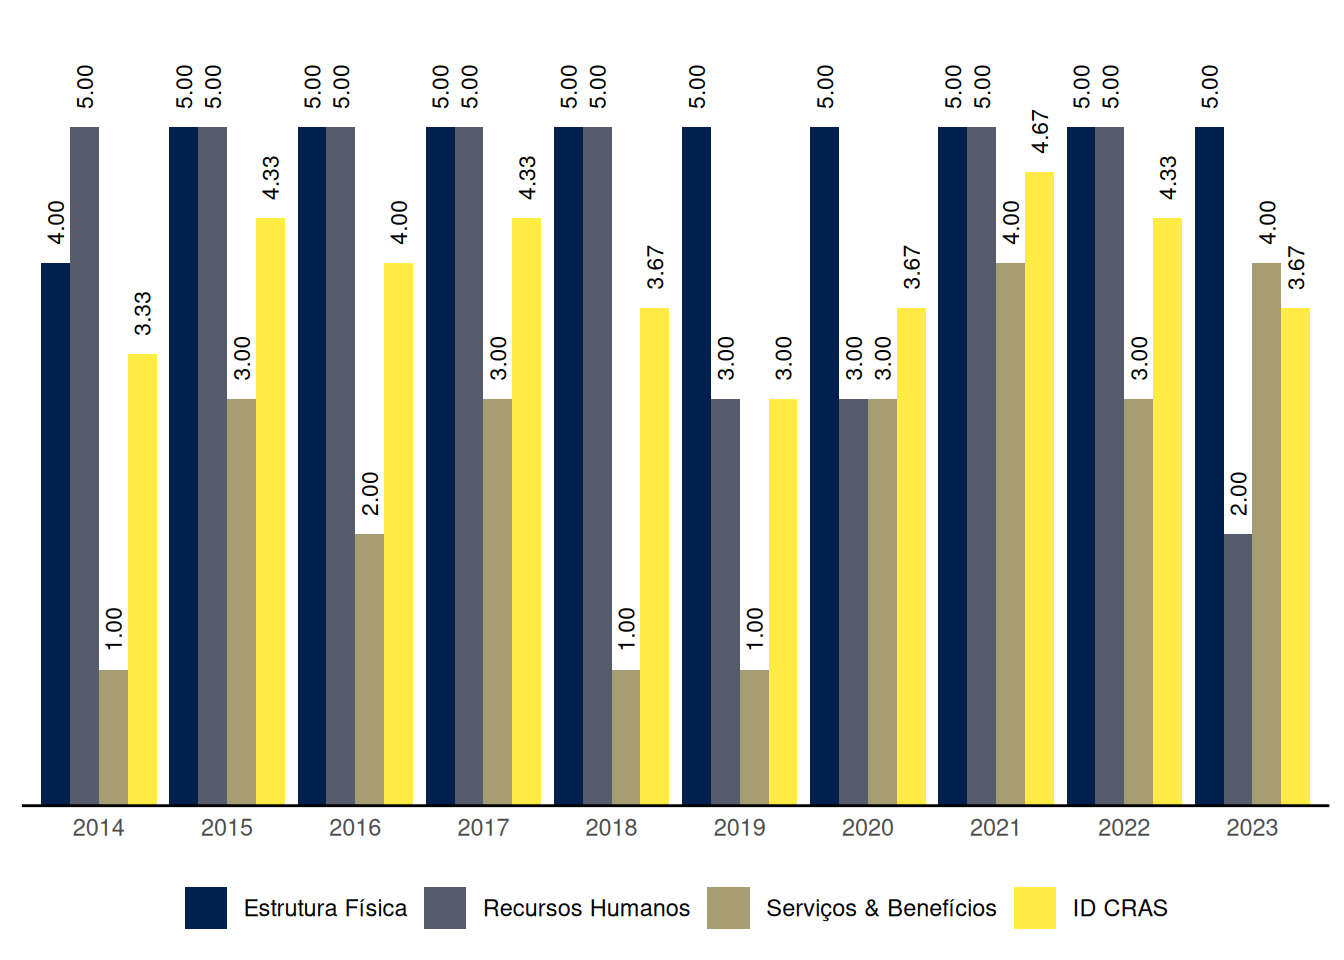 4.00 5.00 1.00 3.33
5.00 5.00 3.00 4.33
5.00 5.00 2.00 4.00
5.00 5.00 3.00 4.33
5.00 5.00 1.00 3.67
5.00 3.00 1.00 3.00
5.00 3.00 3.00 3.67
5.00 5.00 4.00 4.67
5.00 5.00 3.00 4.33
5.00 2.00 4.00 3.67
2014 2015 2016 2017 2018 2019 2020 2021 2022 2023
Estrutura Física Recursos Humanos Serviços & Benefícios ID CRAS